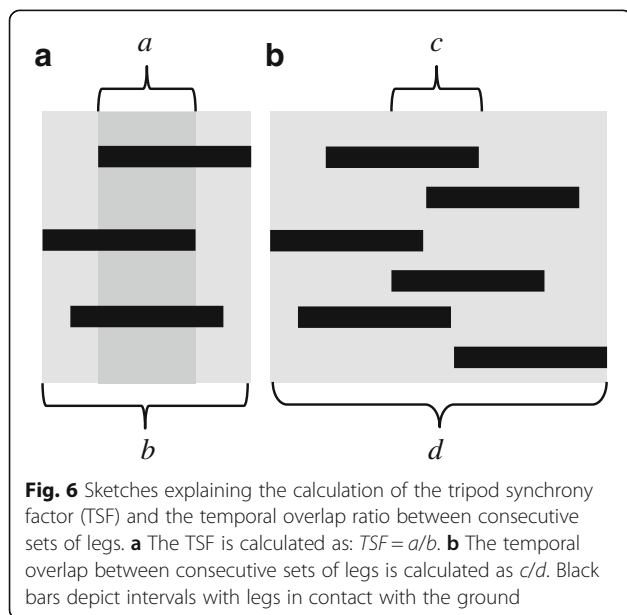 a
c
a
b
b
d
Fig. 6 Sketches explaining the calculation of the tripod synchrony
factor (TSF) and the temporal overlap ratio between consecutive
sets of legs. a The TSF is calculated as: TSF = a/b. b The temporal
overlap between consecutive sets of legs is calculated as c/d. Black
bars depict intervals with legs in contact with the ground